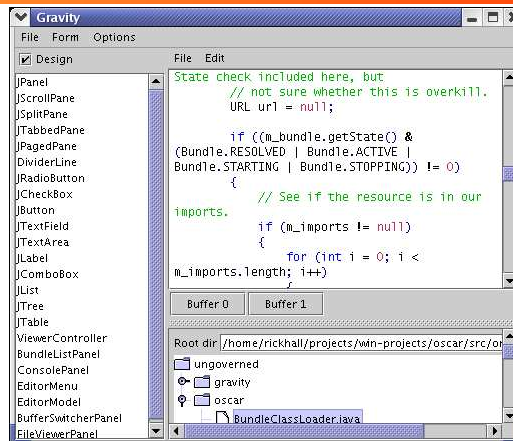 Gravity
File Form Options
Design
JPanel
JScrollPane
JSplitPane
JTabbedPane
JPagedPane
DividerLine
JRadioButton
JCheckBox
JButton
JTextField
JTextArea
JLabel
JComboBox
JList
JTree
JTable
ViewerController
BundleListPanel
ConsolePanel
EditorMenu
EditorModel
BufferSwitcherPanel
FileViewerPanel
File Edit
State check included here, but
// not sure whether this is overkill.
URL url = null;
if ((m_bundle.getState() &
(Bundle.RESOLVED | Bundle.ACTIVE |
Bundle.STARTING | Bundle.STOPPING)) != 0)
{
// See if the resource is in our
imports.
if (m_imports != null)
{
for (int i = 0; i <
m_imports.length; i++)
{
Buffer 0 Buffer 1
Root dir /home/rickhall/projects/win-projects/oscar/src/or
ungoverned
gravity
oscar
BundleClassLoader.java